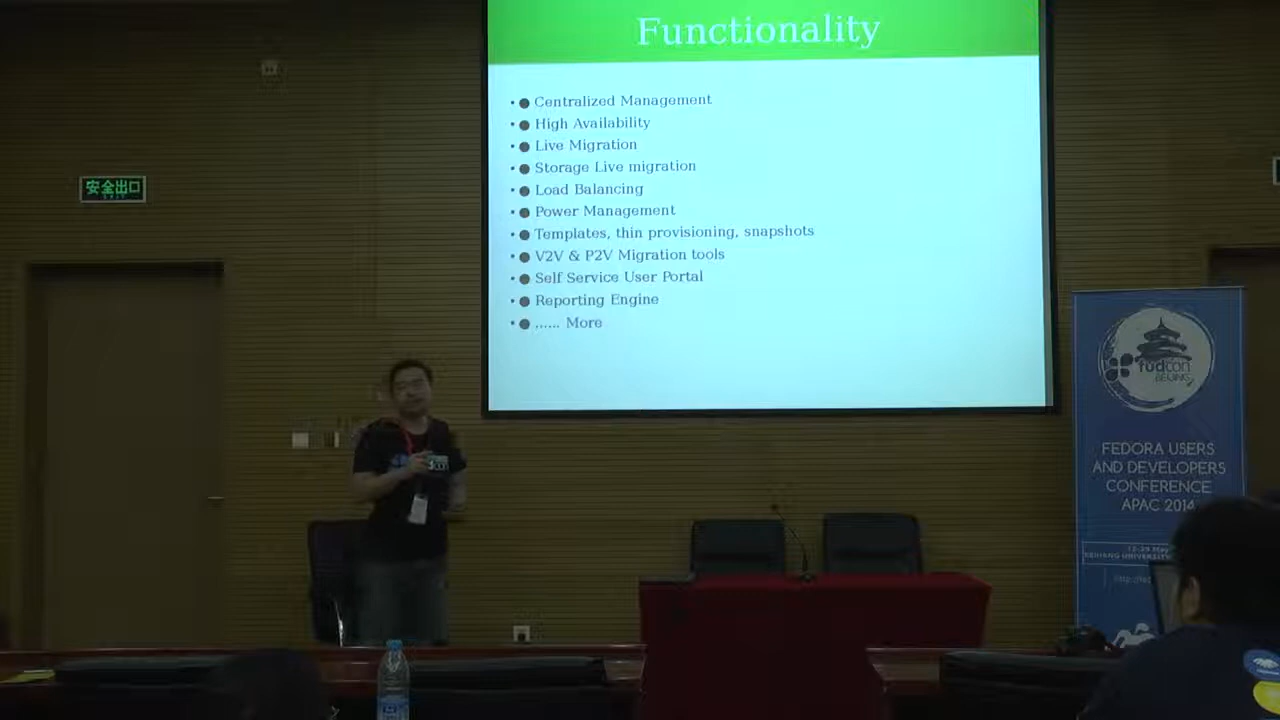 Functionality
Centralized Management
High Availability
Live Migration
Storage Live migration
Load Balancing
Power Management
Templates, thin provisioning, snapshots
V2V & P2V Migration tools
Self Service User Portal
Reporting Engine
...... More
安全出口
fudcon
BEIJING
FEDORA USERS
AND DEVELOPERS
CONFERENCE
APAC 2014
BEIHANG UNIVERSITY